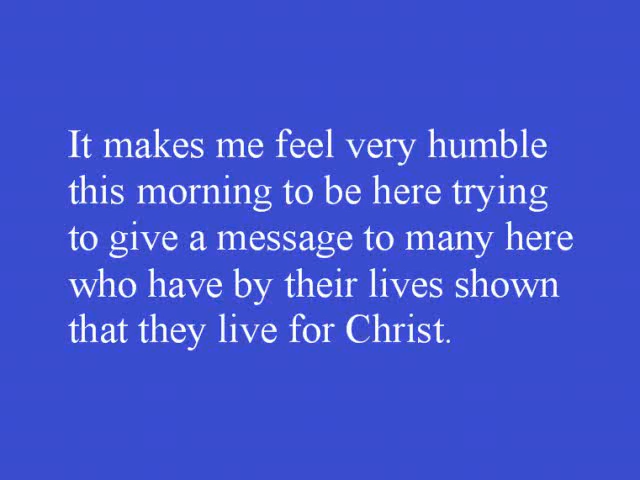 It makes me feel very humble
this morning to be here trying
to give a message to many here
who have by their lives shown
that they live for Christ.